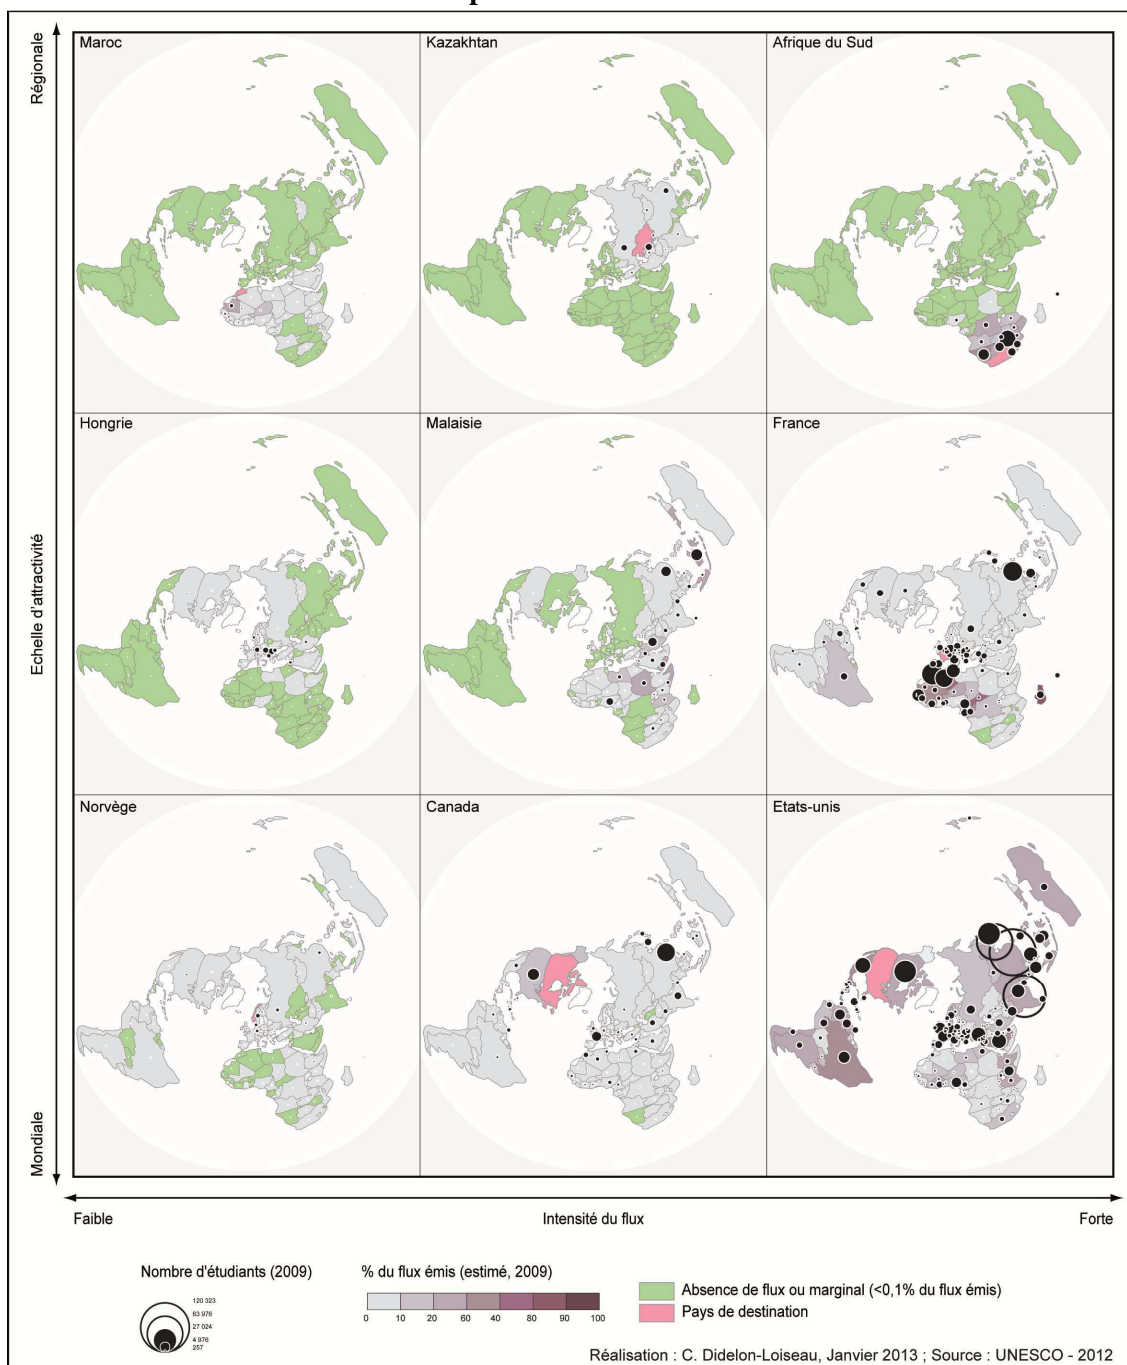 Régionale
Echelle d'attractivité
Mondiale
Maroc
Kazakhtan
Afrique du Sud
Hongrie
Malaisie
France
Norvège
Canada
Etats-unis
Faible
Intensité du flux
Forte
Nombre d'étudiants (2009)
120 323
63 976
27 024
4 976
257
% du flux émis (estimé, 2009)
0 10 20 60 40 80 90 100
Absence de flux ou marginal (<0,1% du flux émis)
Pays de destination
Réalisation : C. Didelon-Loiseau, Janvier 2013 ; Source : UNESCO - 2012